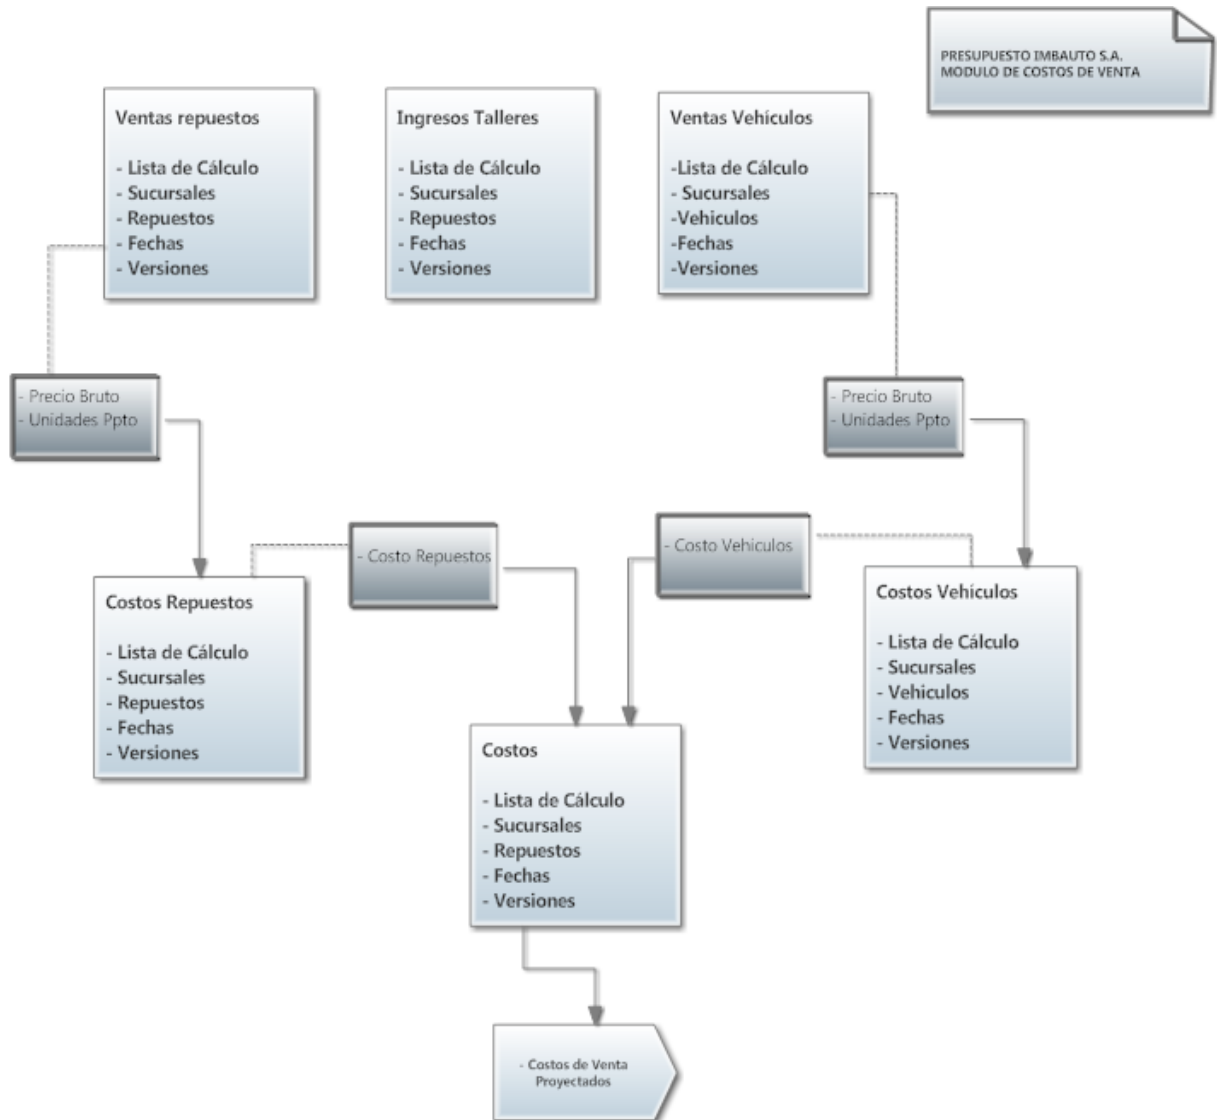 PRESUPUESTO IMBAUTO S.A.
MODULO DE COSTOS DE VENTA
Ventas repuestos
- Lista de Cálculo
- Sucursales
- Repuestos
- Fechas
- Versiones
Ingresos Talleres
- Lista de Cálculo
- Sucursales
- Repuestos
- Fechas
- Versiones
Ventas Vehículos
-Lista de Cálculo
- Sucursales
-Vehiculos
-Fechas
-Versiones
- Precio Bruto
- Unidades Ppto
- Precio Bruto
- Unidades Ppto
- Costo Repuestos
- Costo Vehiculos
Costos Repuestos
- Lista de Cálculo
- Sucursales
- Repuestos
- Fechas
- Versiones
Costos Vehículos
- Lista de Cálculo
- Sucursales
- Vehiculos
- Fechas
- Versiones
Costos
- Lista de Cálculo
- Sucursales
- Repuestos
- Fechas
- Versiones
- Costos de Venta
Proyectados